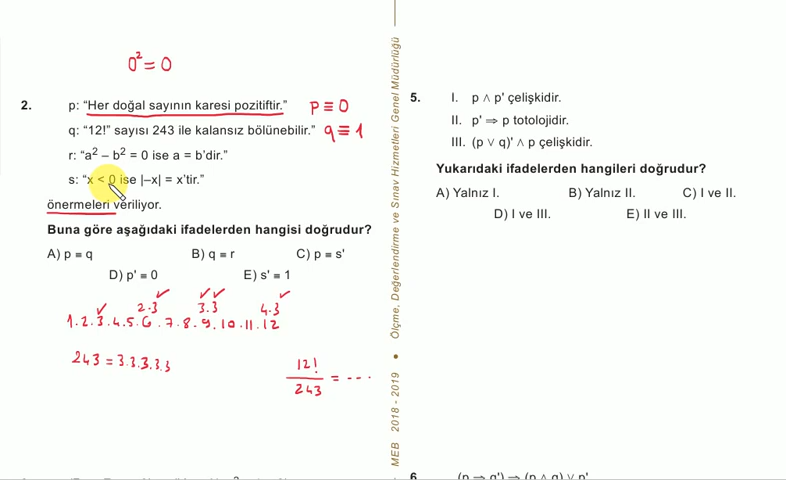 0² = 0
2. p: “Her doğal sayının karesi pozitiftir.” p ≡ 0
q: “12!” sayısı 243 ile kalansız bölünebilir.” q ≡ 1
r: “a² – b² = 0 ise a = b’dir.”
s: “x < 0 ise |–x| = x’tir.”
önermeleri veriliyor.
Buna göre aşağıdaki ifadelerden hangisi doğrudur?
A) p ≡ q B) q ≡ r C) p ≡ s'
D) p' ≡ 0 E) s' ≡ 1
2.3 3.3 4.3
1.2.3.4.5.6.7.8.9.10.11.12
243 = 3.3.3.3.3
12!
243
= ...
MEB 2018 - 2019 • Ölçme, Değerlendirme ve Sınav Hizmetleri Genel Müdürlüğü
5. I. p ∧ p' çelişkidir.
II. p' ⇒ p totolojidir.
III. (p ∨ q)' ∧ p çelişkidir.
Yukarıdaki ifadelerden hangileri doğrudur?
A) Yalnız I. B) Yalnız II. C) I ve II.
D) I ve III. E) II ve III.
6. (p ⇒ q') ⇒ (p ∧ q) ∨ p'